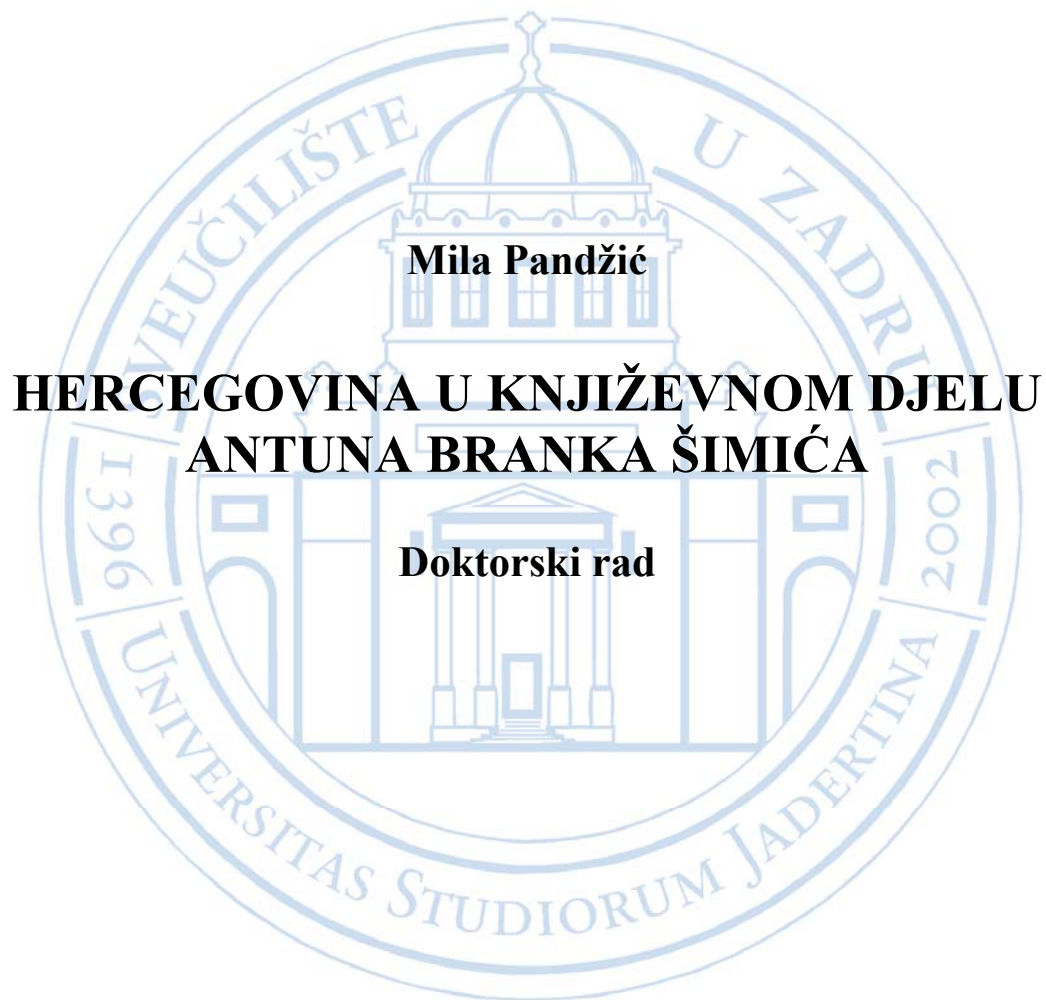 SVEUČILIŠTE U ZADRU
Mila Pandžić
HERCEGOVINA U KNJIŽEVNOM DJELU
ANTUNA BRANKA ŠIMIĆA
1396
2002
Doktorski rad
UNIVERSITAS STUDIORUM JADERTINA